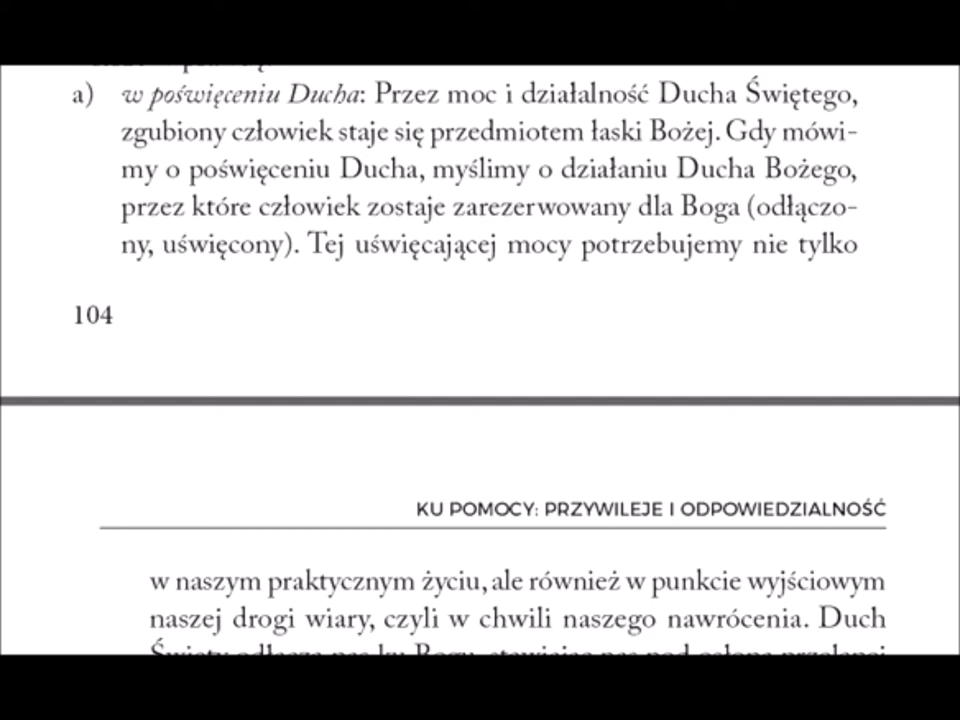 a) w poświęceniu Ducha: Przez moc i działalność Ducha Świętego,
zgubiony człowiek staje się przedmiotem łaski Bożej. Gdy mówi-
my o poświęceniu Ducha, myślimy o działaniu Ducha Bożego,
przez które człowiek zostaje zarezerwowany dla Boga (odłączo-
ny, uświęcony). Tej uświęcającej mocy potrzebujemy nie tylko
104
KU POMOCY: PRZYWILEJE I ODPOWIEDZIALNOŚĆ
w naszym praktycznym życiu, ale również w punkcie wyjściowym
naszej drogi wiary, czyli w chwili naszego nawrócenia. Duch